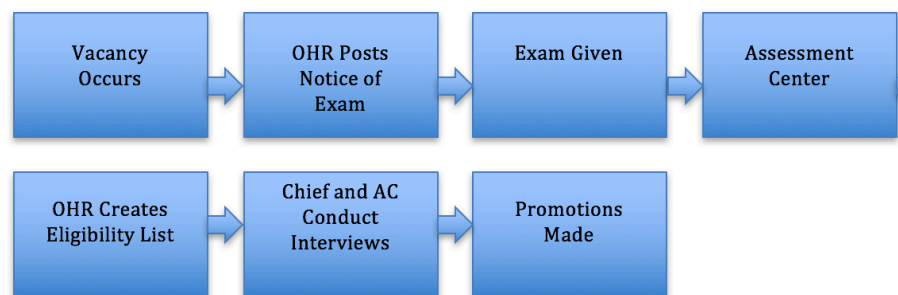 Vacancy
Occurs
OHR Posts
Notice of
Exam
Exam Given
Assessment
Center
OHR Creates
Eligibility List
Chief and AC
Conduct
Interviews
Promotions
Made